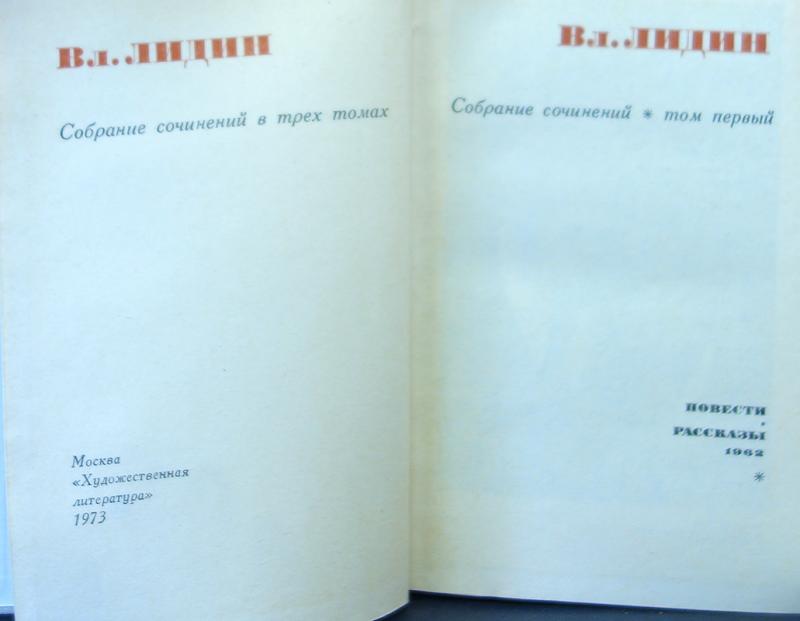 Вл. ЛИДИН
Собрание сочинений в трех томах
Москва
«Художественная
литература»
1973
Вл. ЛИДИН
Собрание сочинений * том первый
ПОВЕСТИ
·
РАССКАЗЫ
1962
*